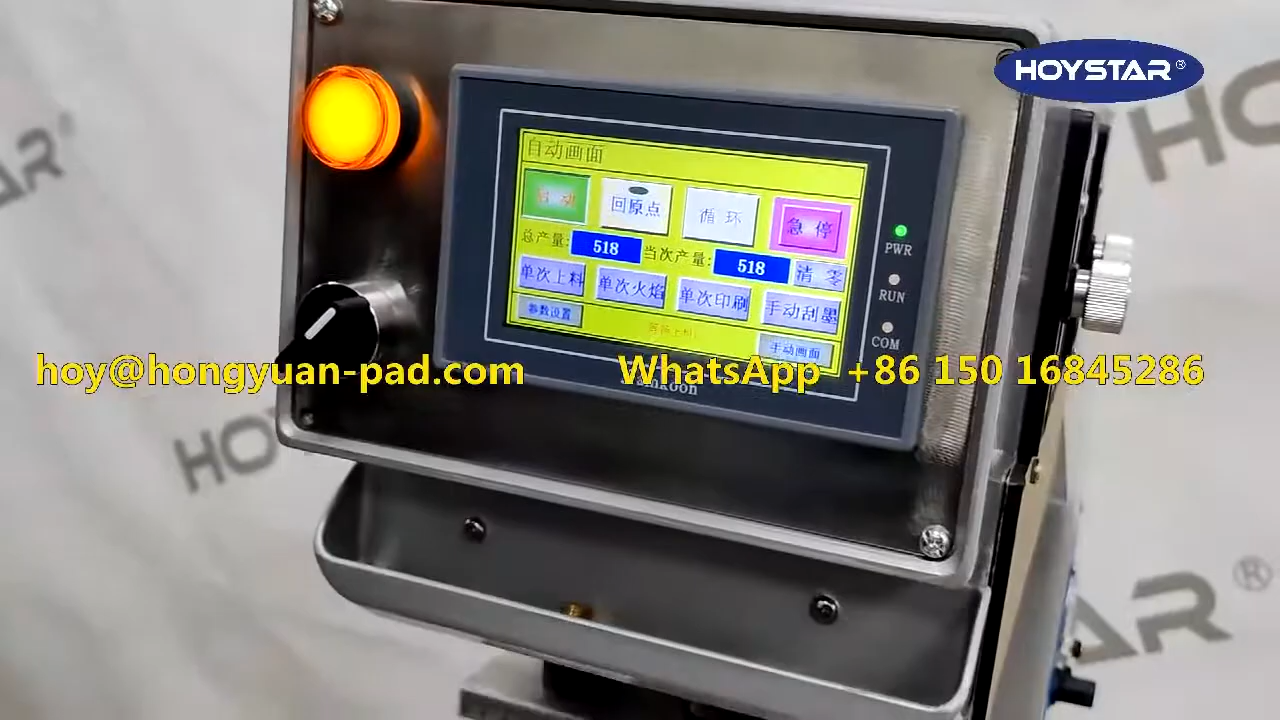 HOYSTAR®
自动画面
启动 回原点 循环 急停
总产量: 518 当次产量: 518 清零
单次上料 单次火焰 单次印刷 手动刮墨
参数设置 手动画面
PWR
RUN
COM
hoy@hongyuan-pad.com WhatsApp +86 150 16845286
HOYSTAR®